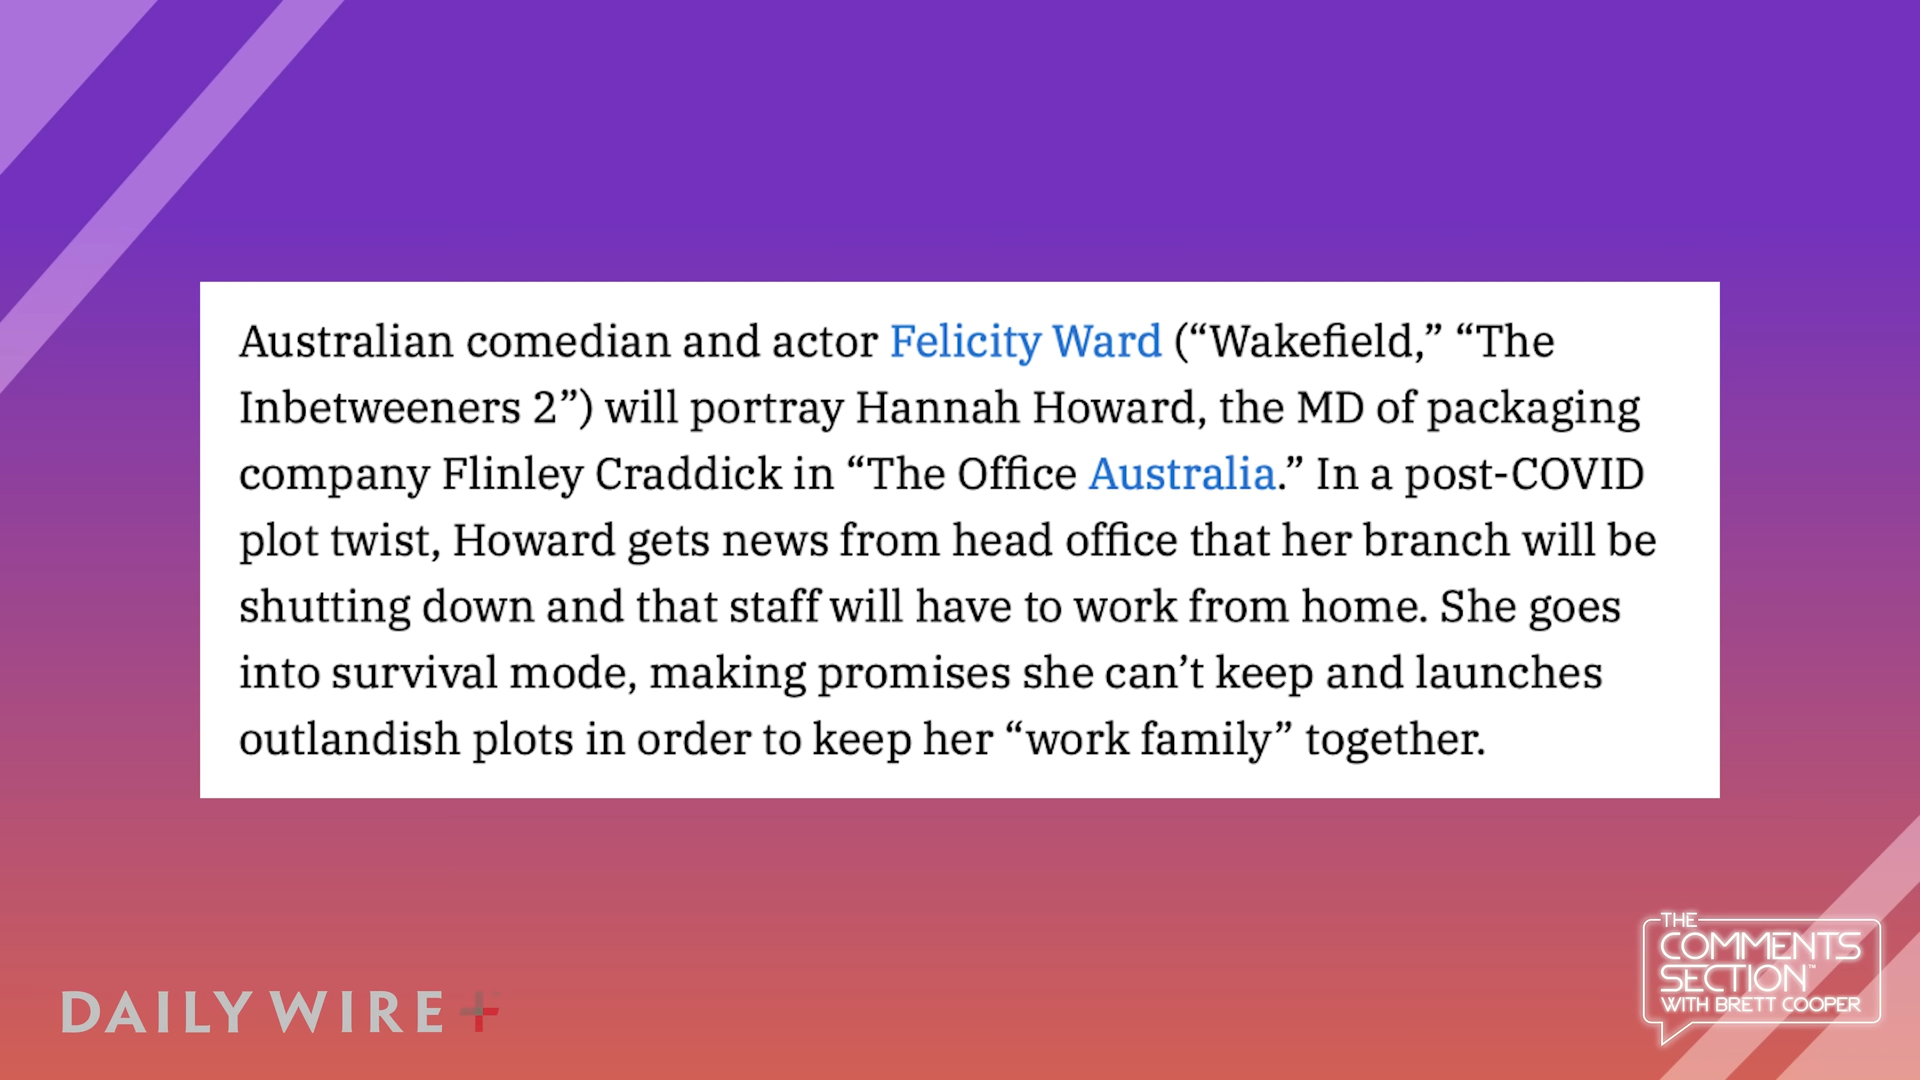 Australian comedian and actor Felicity Ward (“Wakefield,” “The
Inbetweeners 2”) will portray Hannah Howard, the MD of packaging
company Flinley Craddick in “The Office Australia.” In a post-COVID
plot twist, Howard gets news from head office that her branch will be
shutting down and that staff will have to work from home. She goes
into survival mode, making promises she can’t keep and launches
outlandish plots in order to keep her “work family” together.
DAILY WIRE +
THE
COMMENTS
SECTION™
WITH BRETT COOPER